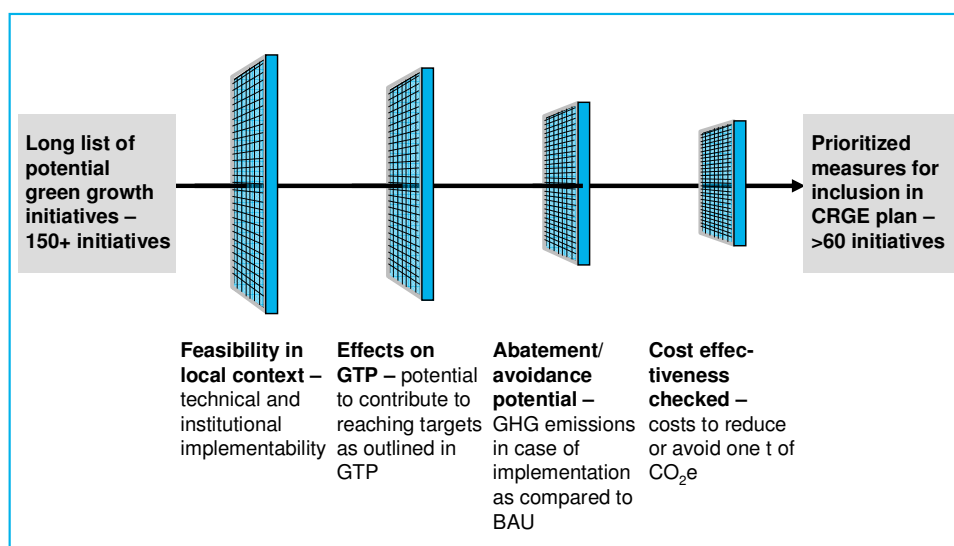 Long list of
potential
green growth
initiatives –
150+ initiatives
Prioritized
measures for
inclusion in
CRGE plan –
>60 initiatives
Feasibility in
local context –
technical and
institutional
implementability
Effects on
GTP – potential
to contribute to
reaching targets
as outlined in
GTP
Abatement/
avoidance
potential –
GHG emissions
in case of
implementation
as compared to
BAU
Cost effec-
tiveness
checked –
costs to reduce
or avoid one t of
CO₂e